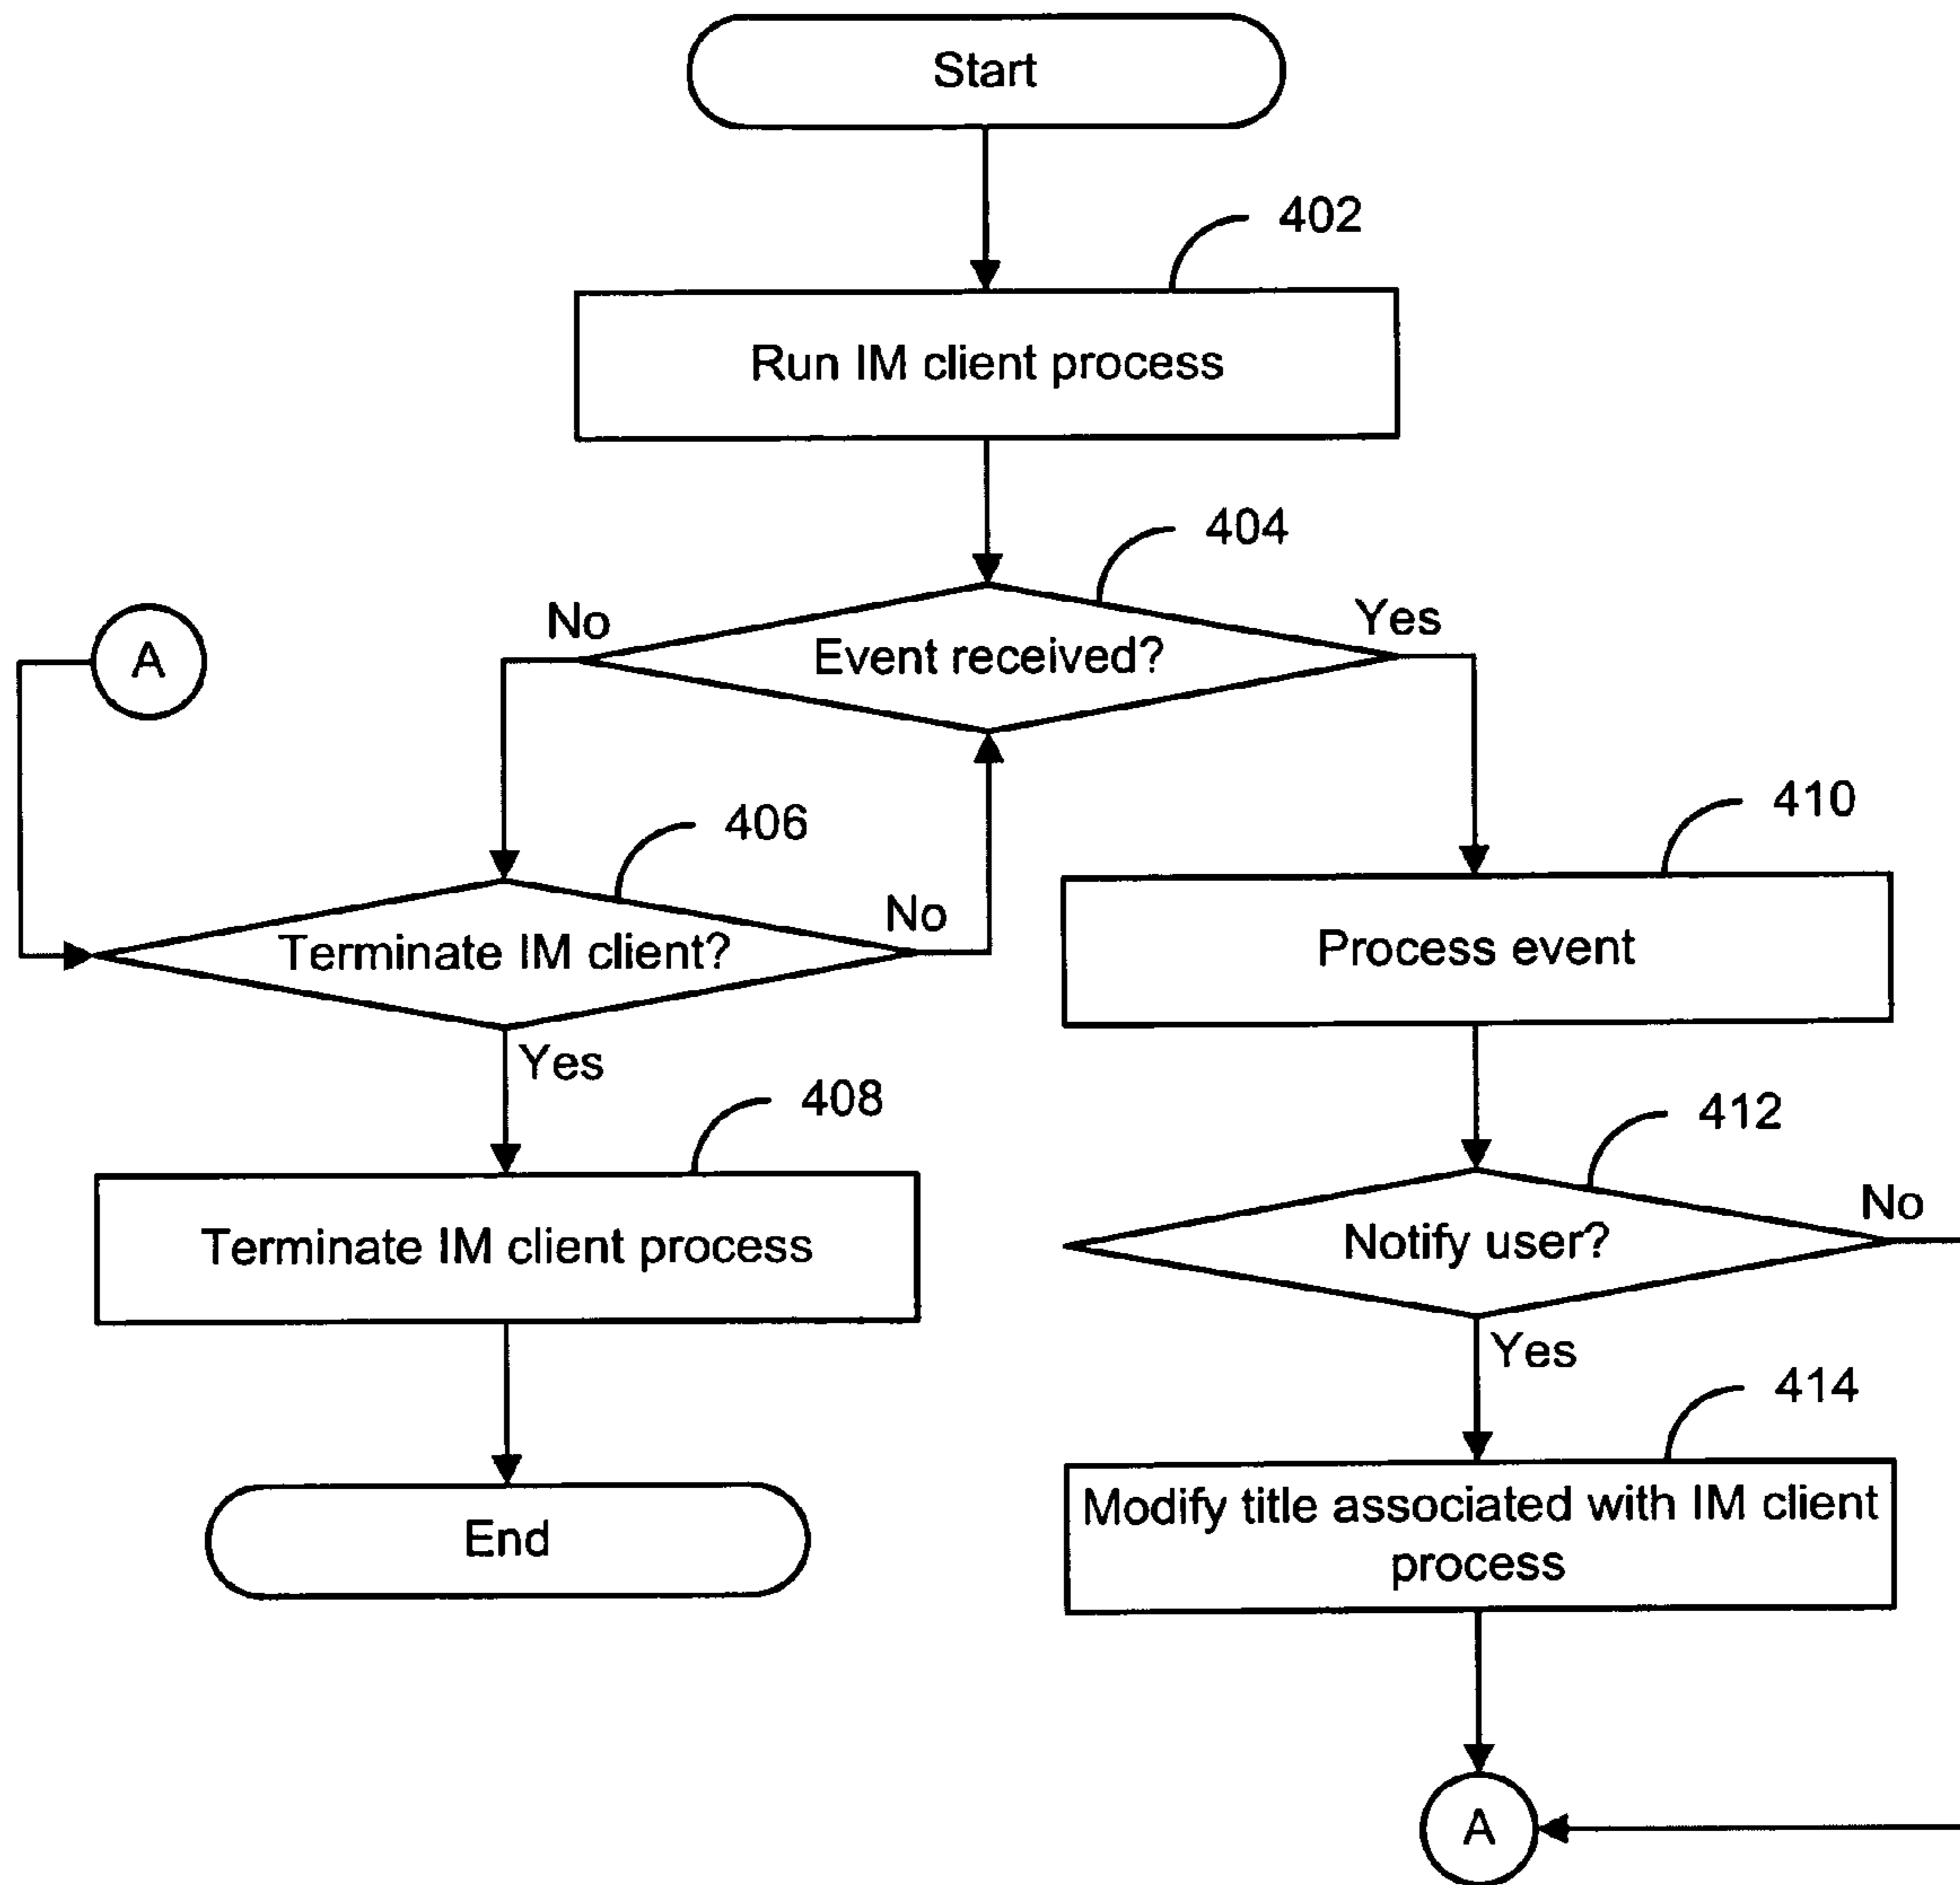 Start
402
Run IM client process
404
No
Yes
Event received?
A
410
406
No
Terminate IM client?
Process event
Yes
408
412
No
Terminate IM client process
Notify user?
Yes
414
Modify title associated with IM client
process
End
A